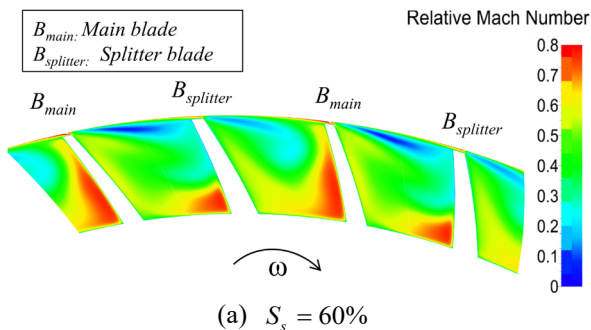 Relative Mach Number
B_main: Main blade
B_splitter: Splitter blade
B_main
B_splitter
B_main
B_splitter
0.8
0.7
0.6
0.5
0.4
0.3
0.2
0.1
0
ω
(a) S_s = 60%